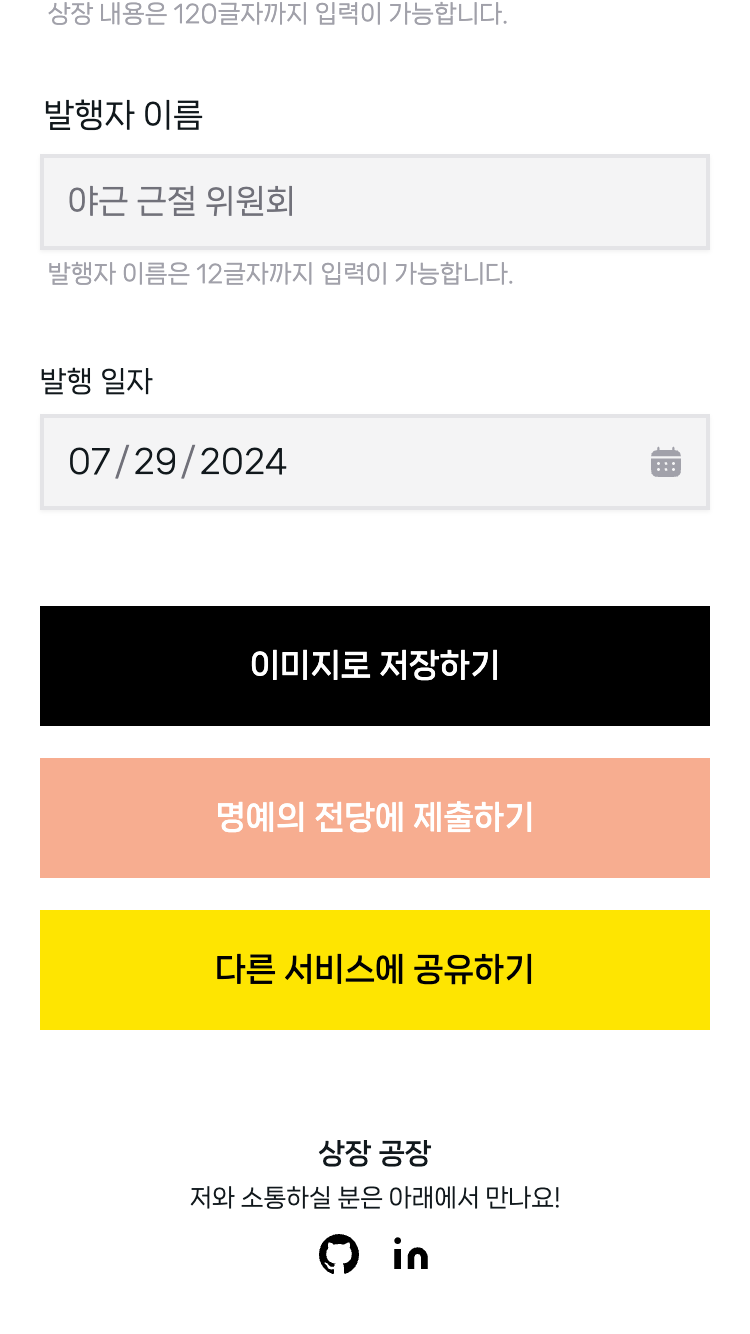 상장 내용은 120글자까지 입력이 가능합니다.
발행자 이름
야근 근절 위원회
발행자 이름은 12글자까지 입력이 가능합니다.
발행 일자
07/29/2024
이미지로 저장하기
명예의 전당에 제출하기
다른 서비스에 공유하기
상장 공장
저와 소통하실 분은 아래에서 만나요!
in